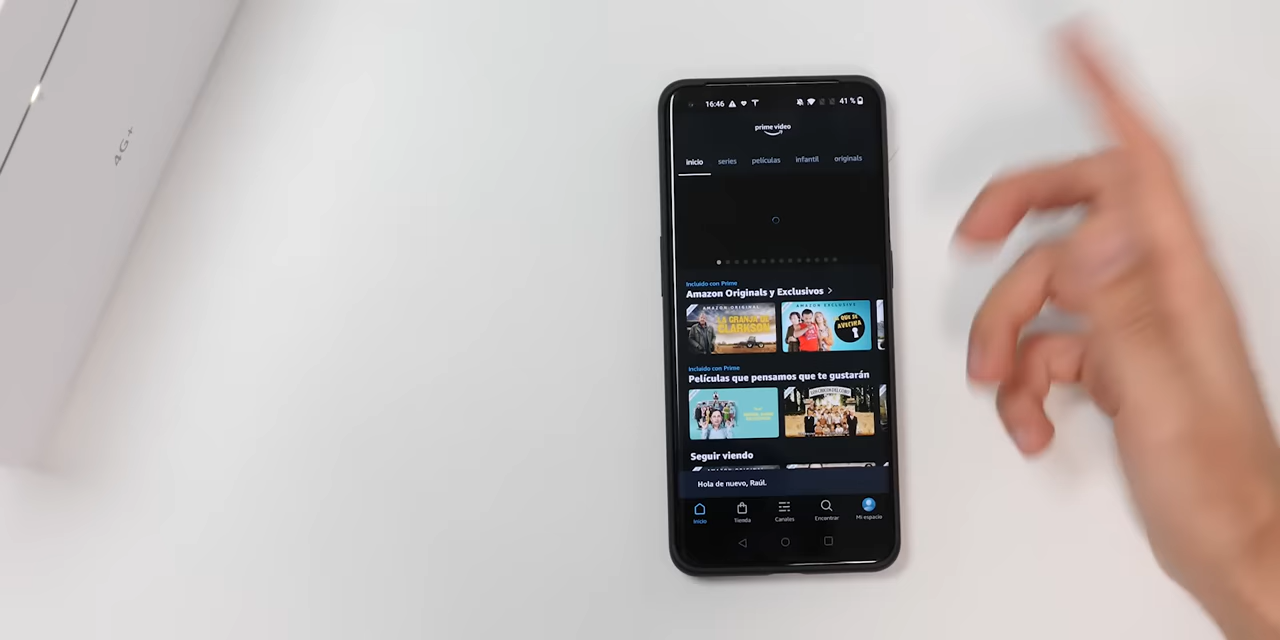 4G+
16:46
41 %
prime video
inicio series películas infantil originals
Incluido con Prime
Amazon Originals y Exclusivos >
AMAZON ORIGINAL
LA GRANJA DE
CLARKSON
AMAZON EXCLUSIVE
LA QUE SE
AVECINA
Incluido con Prime
Películas que pensamos que te gustarán
Seguir viendo
Hola de nuevo, Raúl.
Inicio Tienda Canales Encontrar Mi espacio